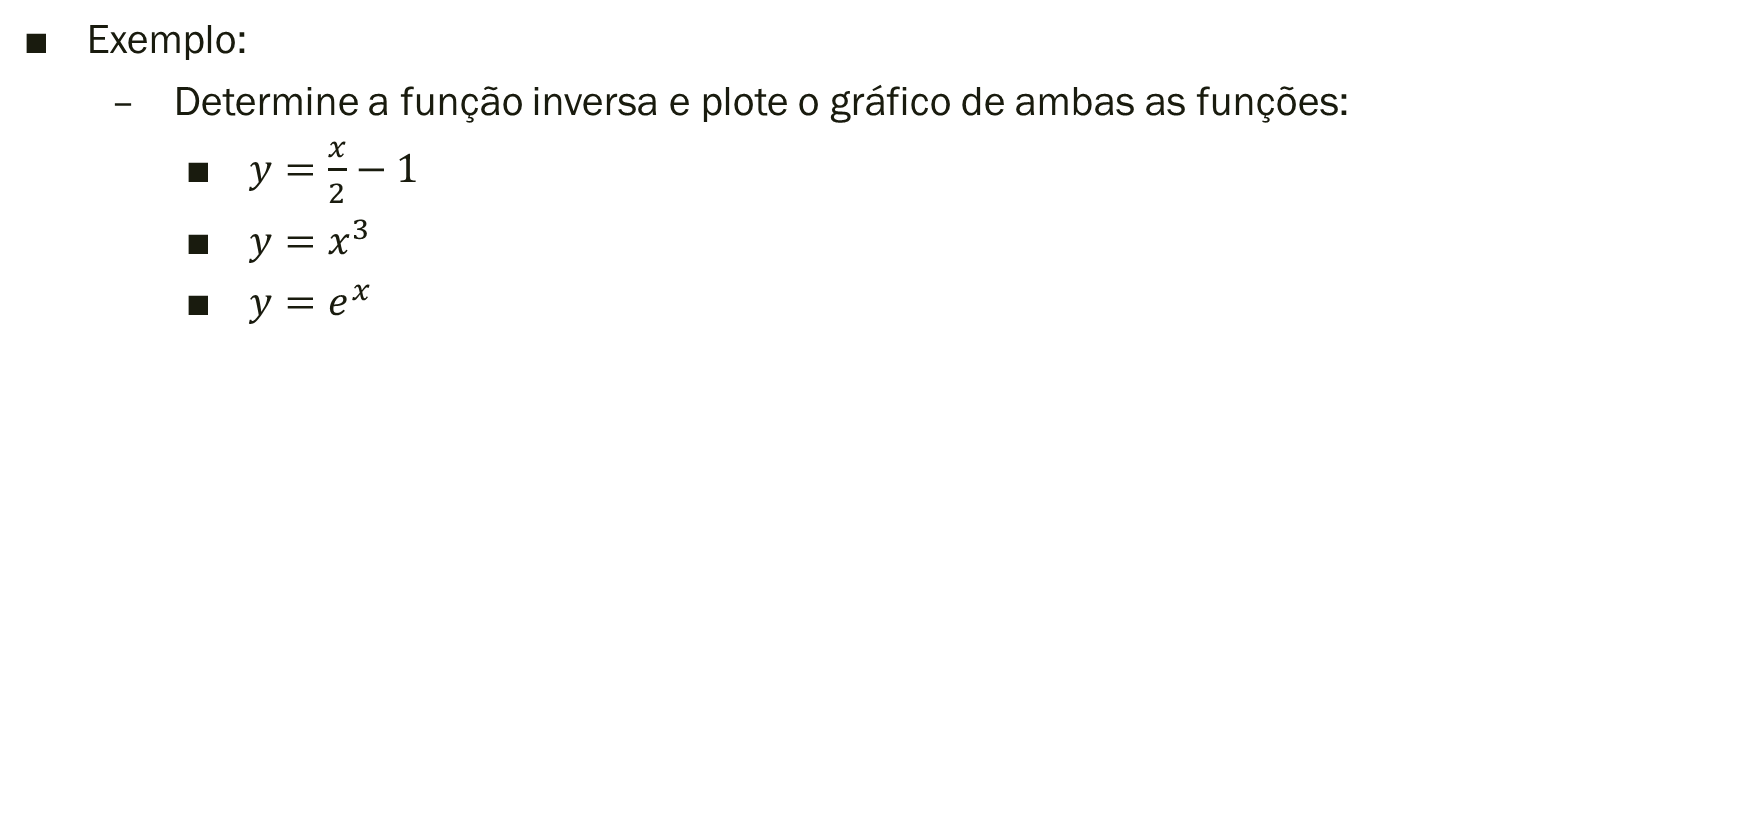 ■ Exemplo:
– Determine a função inversa e plote o gráfico de ambas as funções:
■ y = x/2 − 1
■ y = x³
■ y = eˣ